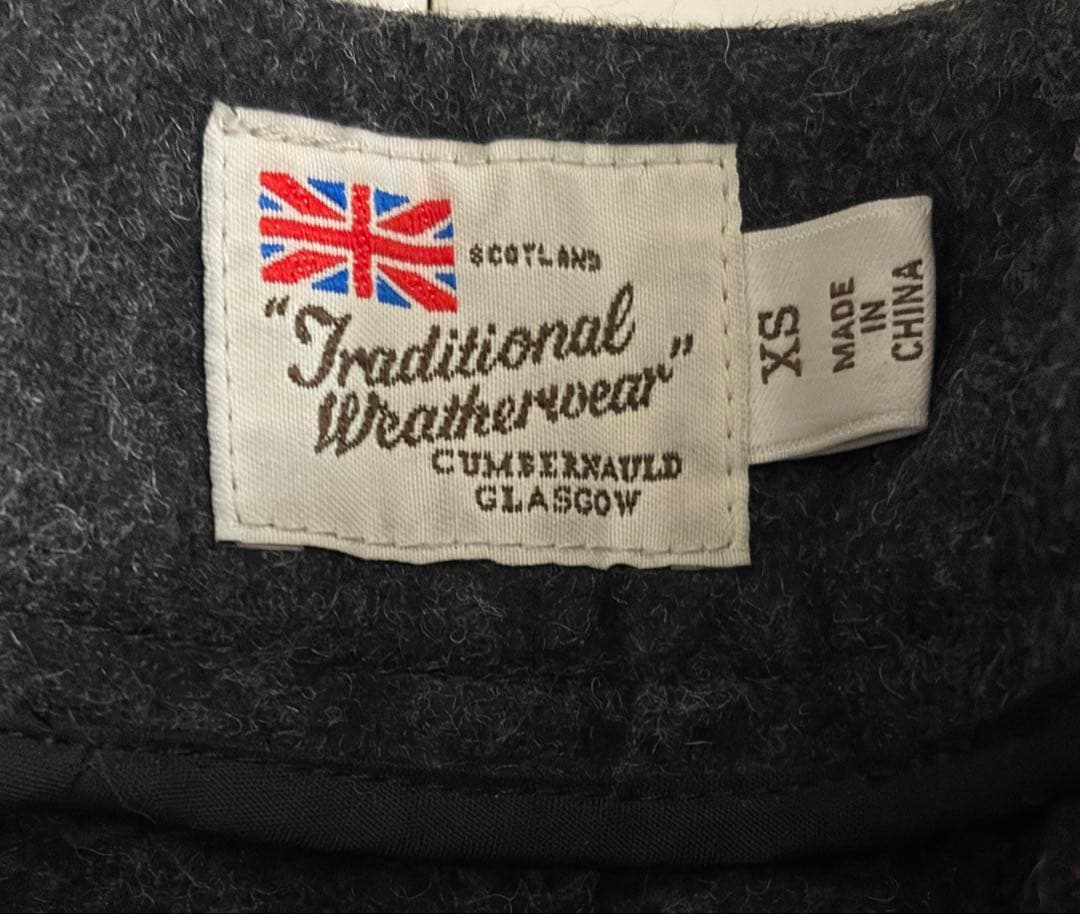 SCOTLAND
"Traditional
Weatherwear"
CUMBERNAULD
GLASGOW
XS
MADE
IN
CHINA